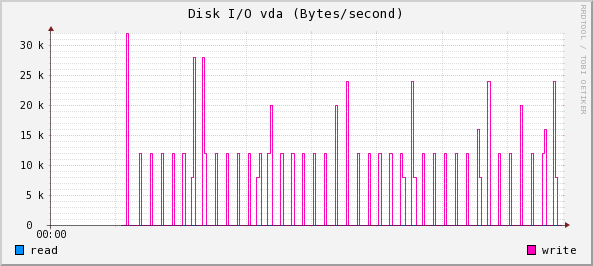 Disk I/O vda (Bytes/second)
RRDTOOL / TOBI OETIKER
30 k
25 k
20 k
15 k
10 k
5 k
0
00:00
read write